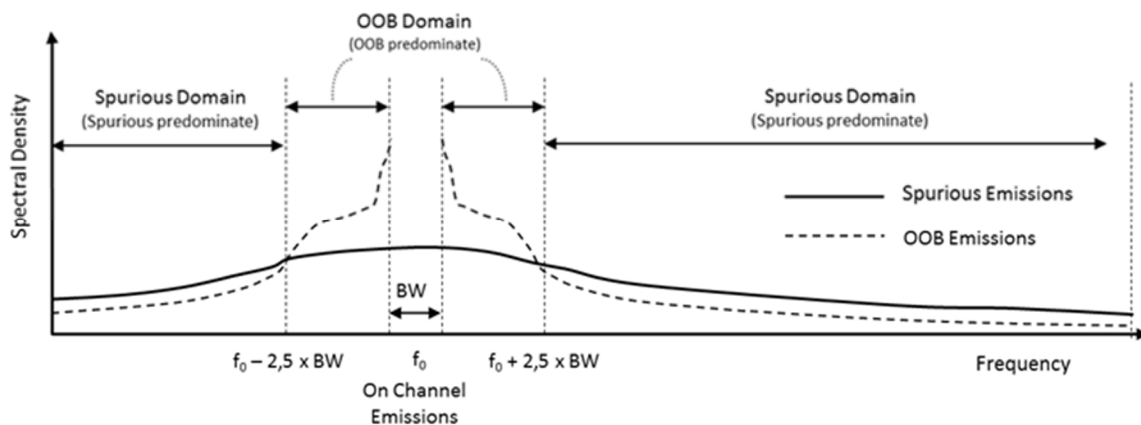 OOB Domain
(OOB predominate)
Spurious Domain
(Spurious predominate)
Spurious Domain
(Spurious predominate)
Spectral Density
Spurious Emissions
OOB Emissions
BW
f₀ – 2,5 x BW
f₀
f₀ + 2,5 x BW
Frequency
On Channel
Emissions